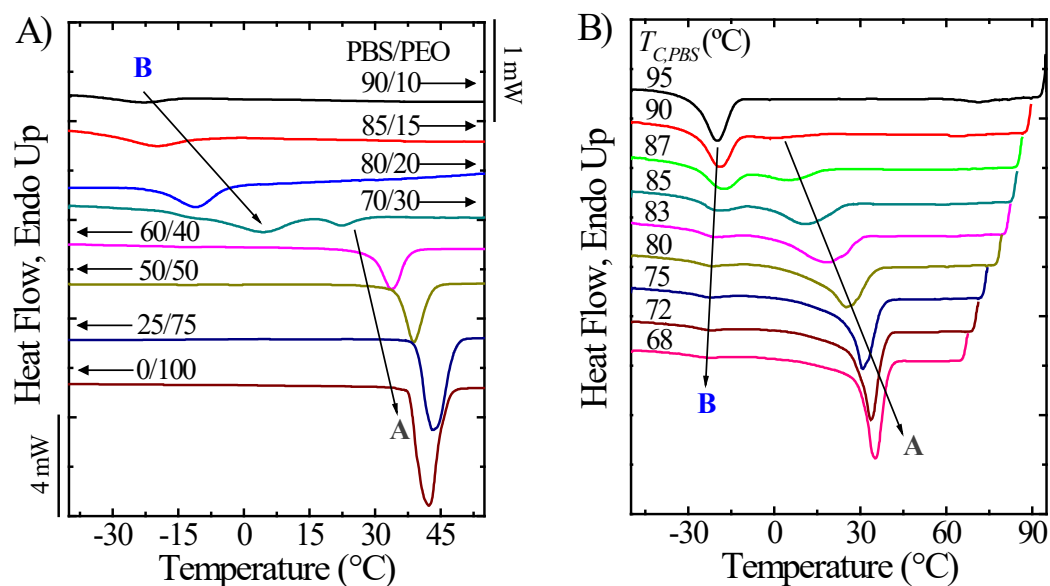 A)
PBS/PEO
B
90/10
1 mW
85/15
80/20
70/30
60/40
50/50
25/75
0/100
A
4 mW
Heat Flow, Endo Up
-30 -15 0 15 30 45
Temperature (°C)
B)
T_{C,PBS} (ºC)
95
90
87
85
83
80
75
72
68
B
A
Heat Flow, Endo Up
-30 0 30 60 90
Temperature (°C)